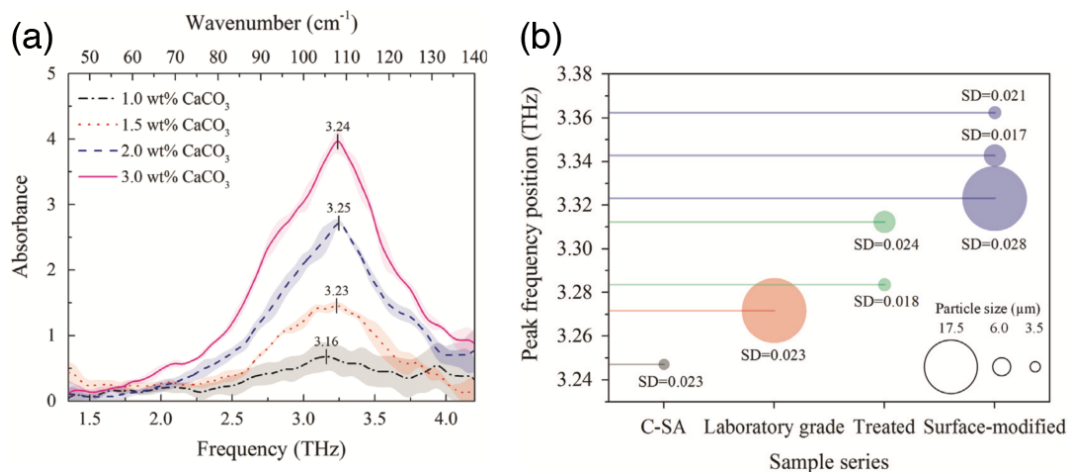 (a)
Wavenumber (cm⁻¹)
50 60 70 80 90 100 110 120 130 140
5
4
3
2
1
0
Absorbance
1.0 wt% CaCO₃
1.5 wt% CaCO₃
2.0 wt% CaCO₃
3.0 wt% CaCO₃
3.24
3.25
3.23
3.16
1.5 2.0 2.5 3.0 3.5 4.0
Frequency (THz)
(b)
3.38
3.36
3.34
3.32
3.30
3.28
3.26
3.24
Peak frequency position (THz)
SD=0.021
SD=0.017
SD=0.028
SD=0.024
SD=0.018
SD=0.023
SD=0.023
Particle size (µm)
17.5 6.0 3.5
C-SA Laboratory grade Treated Surface-modified
Sample series